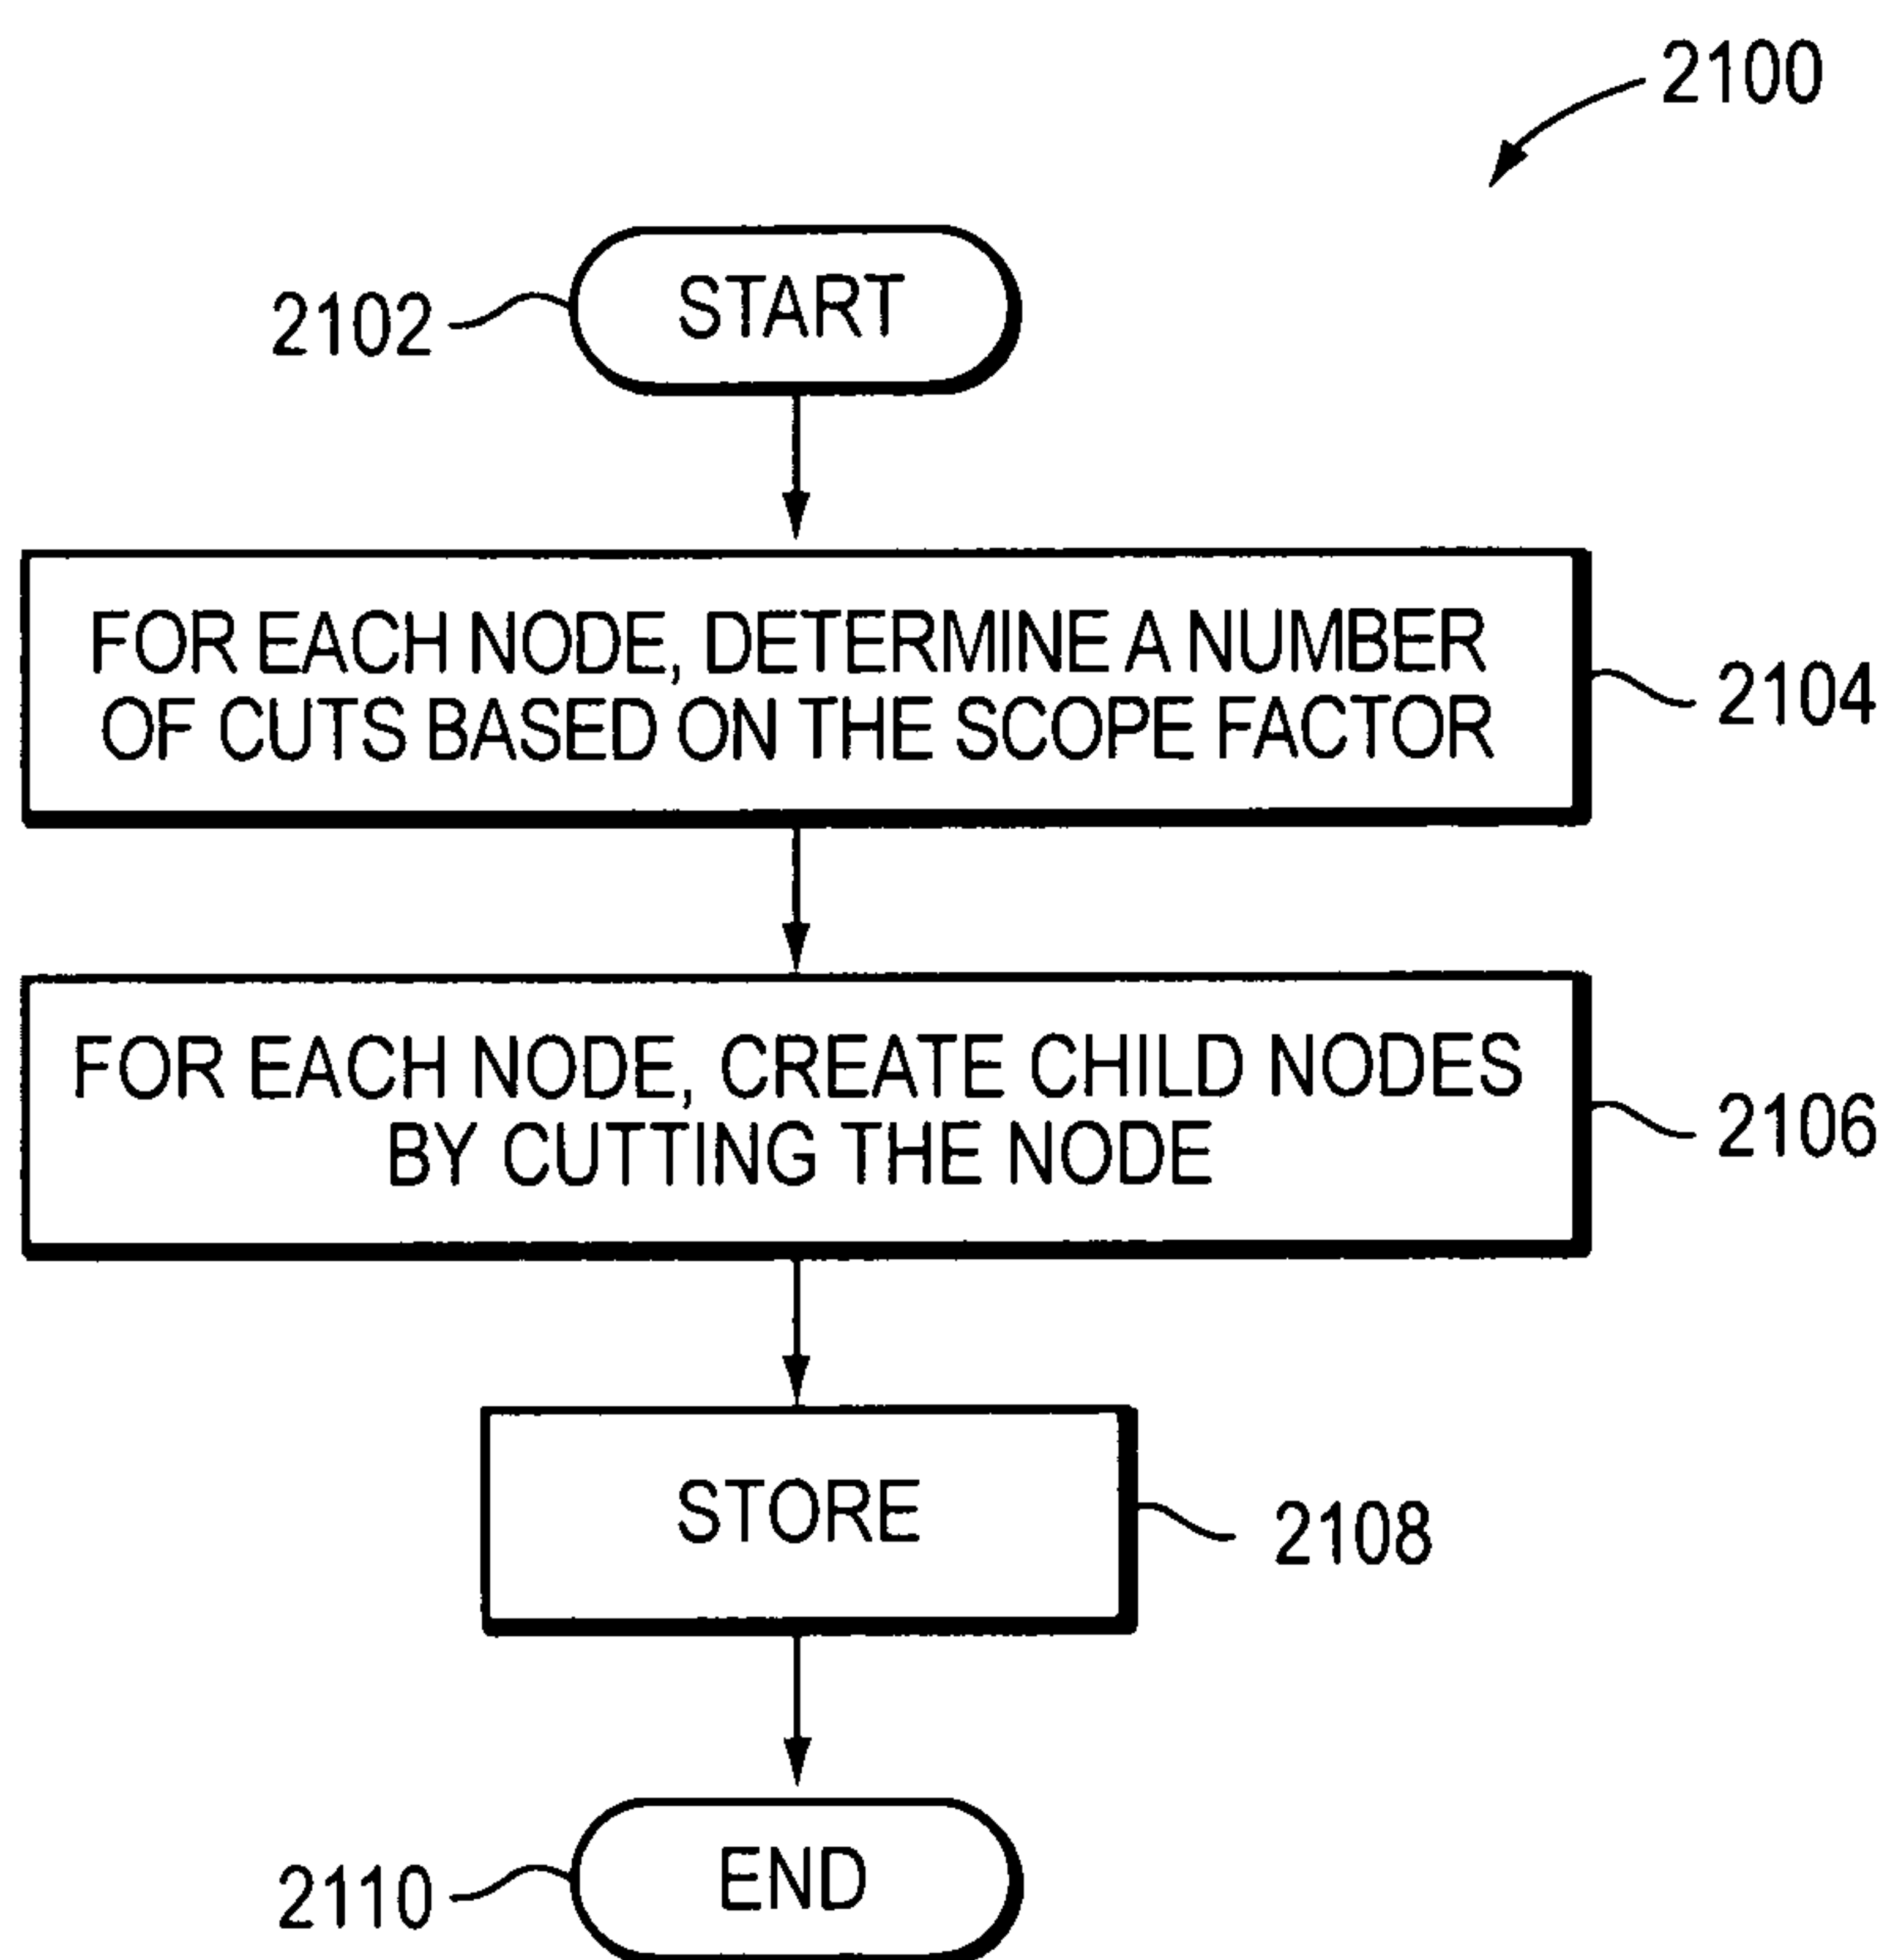 2100
START
2102
FOR EACH NODE, DETERMINE A NUMBER
OF CUTS BASED ON THE SCOPE FACTOR
2104
FOR EACH NODE, CREATE CHILD NODES
BY CUTTING THE NODE
2106
STORE
2108
END
2110